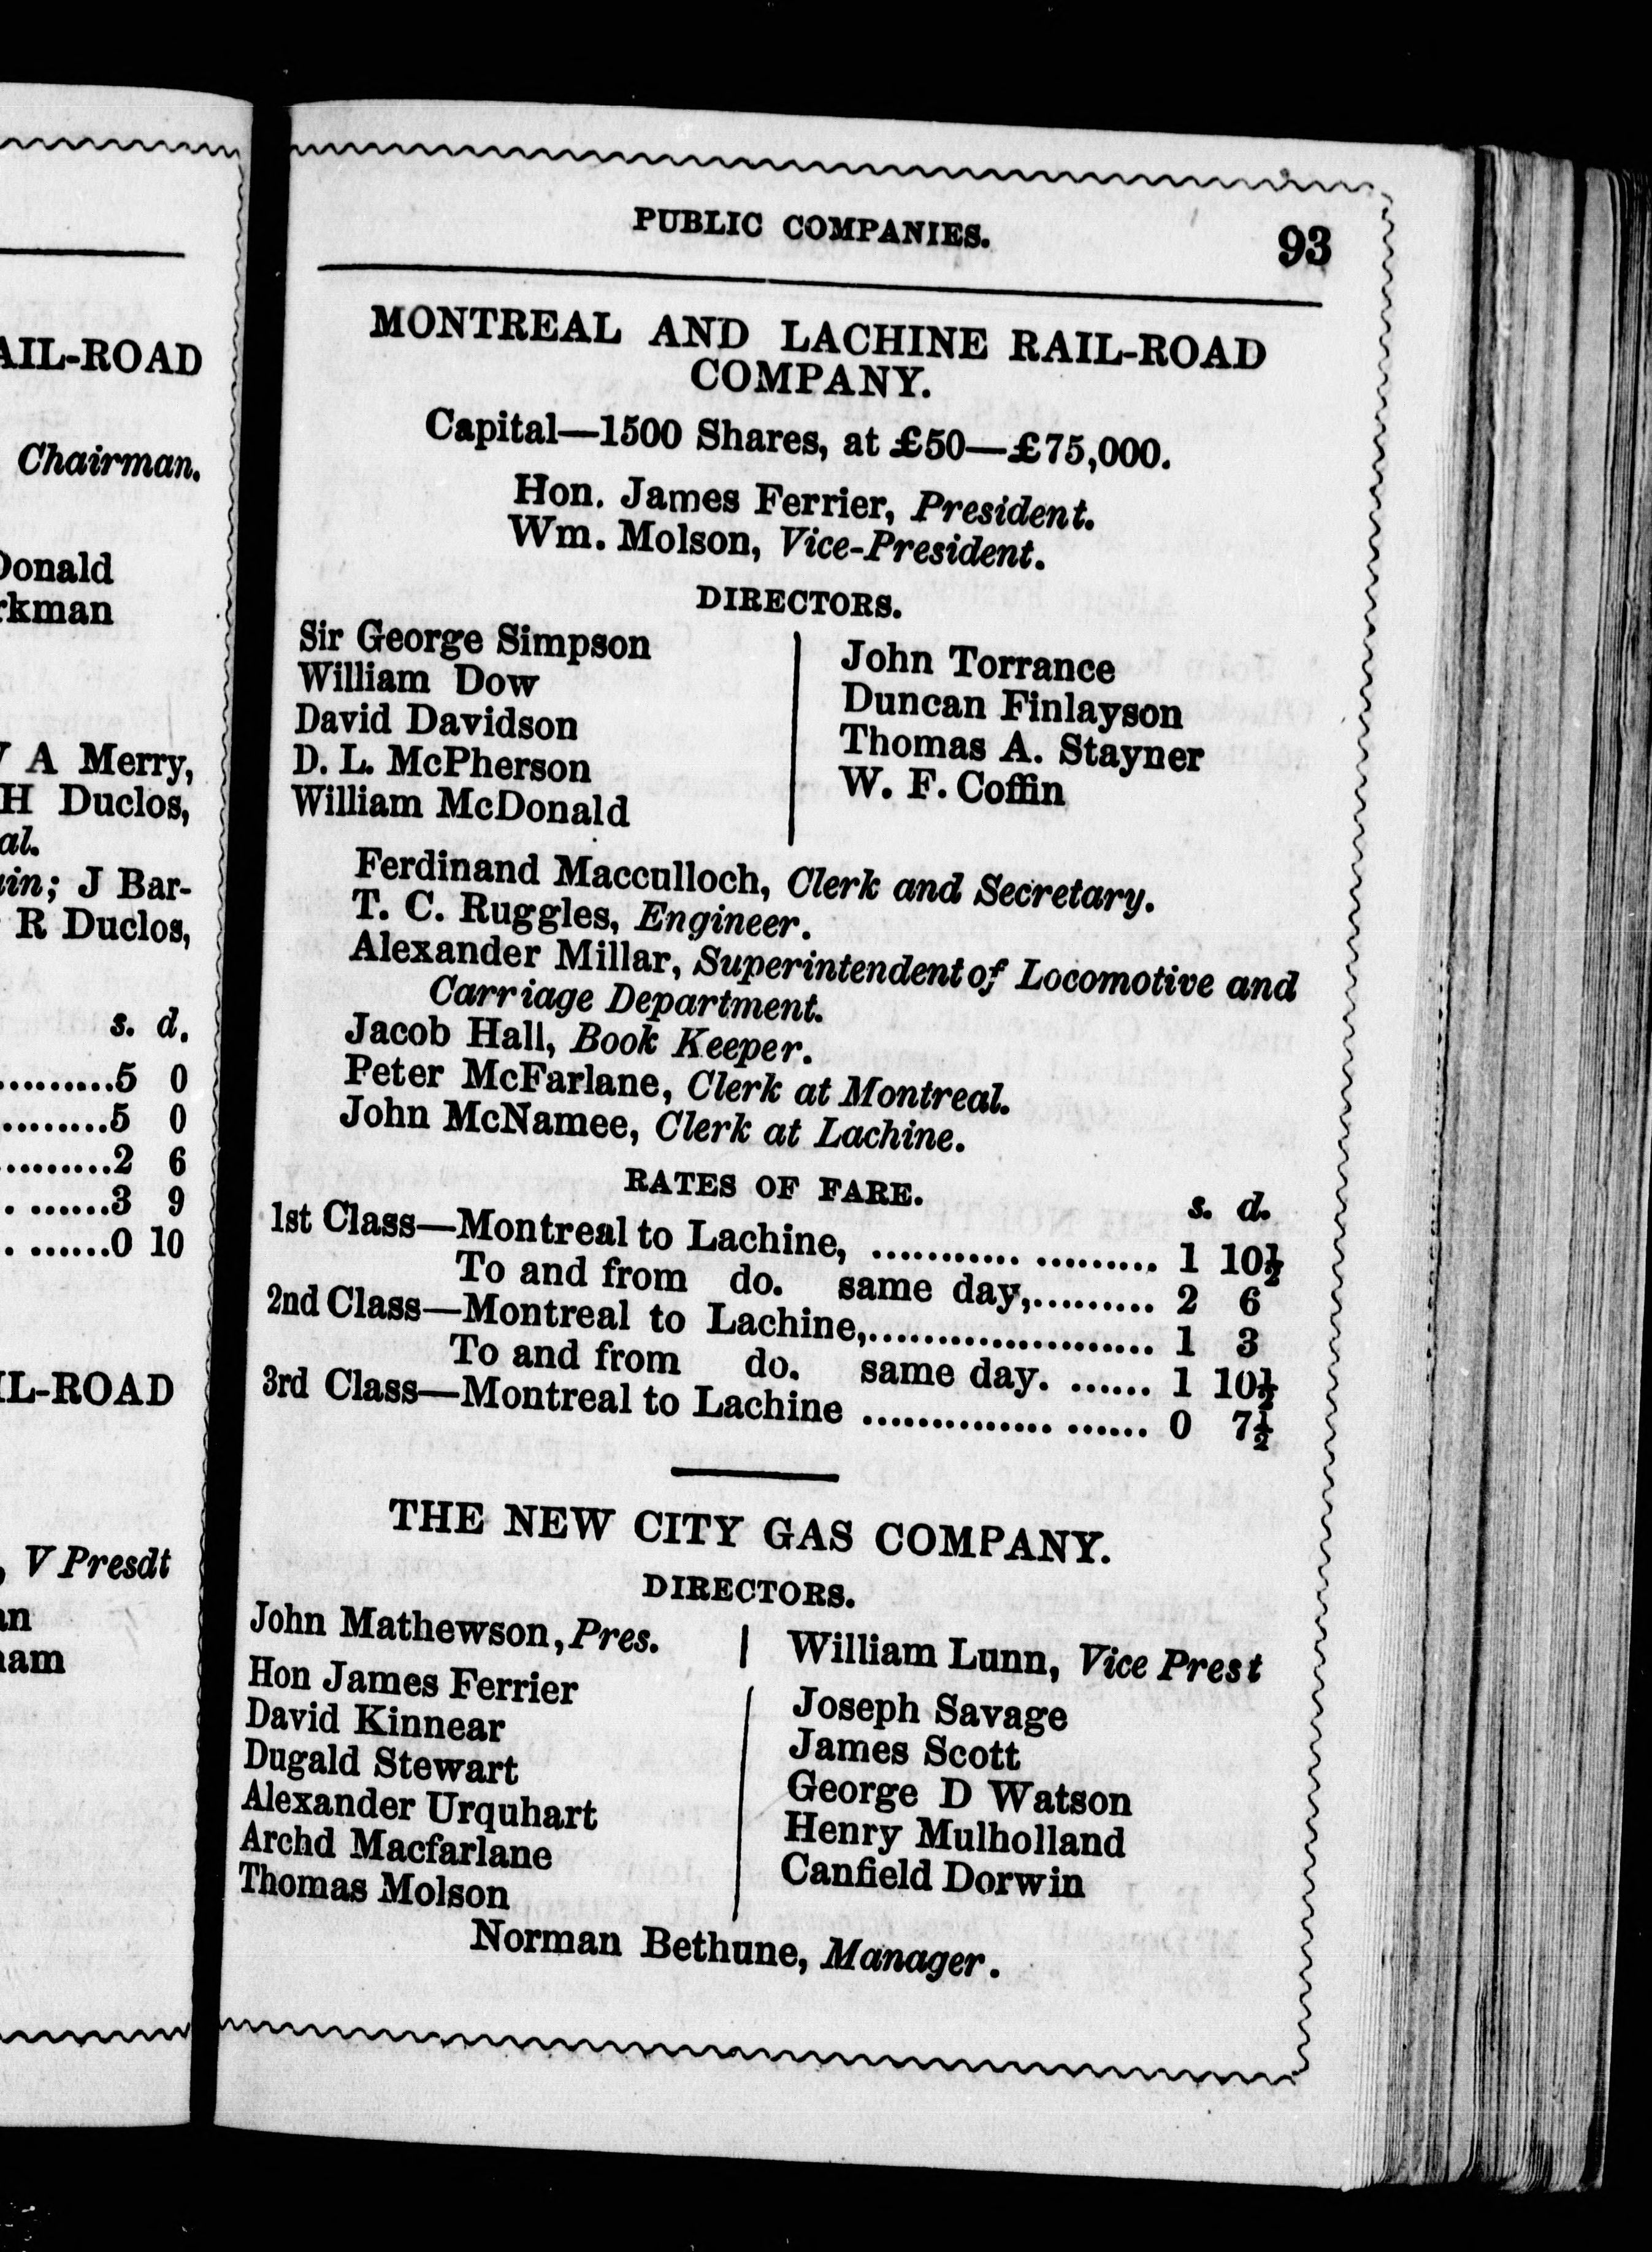 AIL-ROAD
Chairman.
Donald
rkman
A Merry,
H Duclos,
al.
in; J Bar-
R Duclos,
s. d.
.........5 0
.........5 0
.........2 6
. ......3 9
. ......0 10
IL-ROAD
, V Presdt
an
am
PUBLIC COMPANIES. 93
MONTREAL AND LACHINE RAIL-ROAD
COMPANY.
Capital—1500 Shares, at £50—£75,000.
Hon. James Ferrier, President.
Wm. Molson, Vice-President.
DIRECTORS.
Sir George Simpson
William Dow
David Davidson
D. L. McPherson
William McDonald
John Torrance
Duncan Finlayson
Thomas A. Stayner
W. F. Coffin
Ferdinand Macculloch, Clerk and Secretary.
T. C. Ruggles, Engineer.
Alexander Millar, Superintendent of Locomotive and
Carriage Department.
Jacob Hall, Book Keeper.
Peter McFarlane, Clerk at Montreal.
John McNamee, Clerk at Lachine.
RATES OF FARE. s. d.
1st Class—Montreal to Lachine, ........... ......... 1 10½
To and from do. same day,.......... 2 6
2nd Class—Montreal to Lachine,..................... 1 3
To and from do. same day. ...... 1 10½
3rd Class—Montreal to Lachine .............. ...... 0 7½
THE NEW CITY GAS COMPANY.
DIRECTORS.
John Mathewson, Pres.
Hon James Ferrier
David Kinnear
Dugald Stewart
Alexander Urquhart
Archd Macfarlane
Thomas Molson
William Lunn, Vice Prest
Joseph Savage
James Scott
George D Watson
Henry Mulholland
Canfield Dorwin
Norman Bethune, Manager.